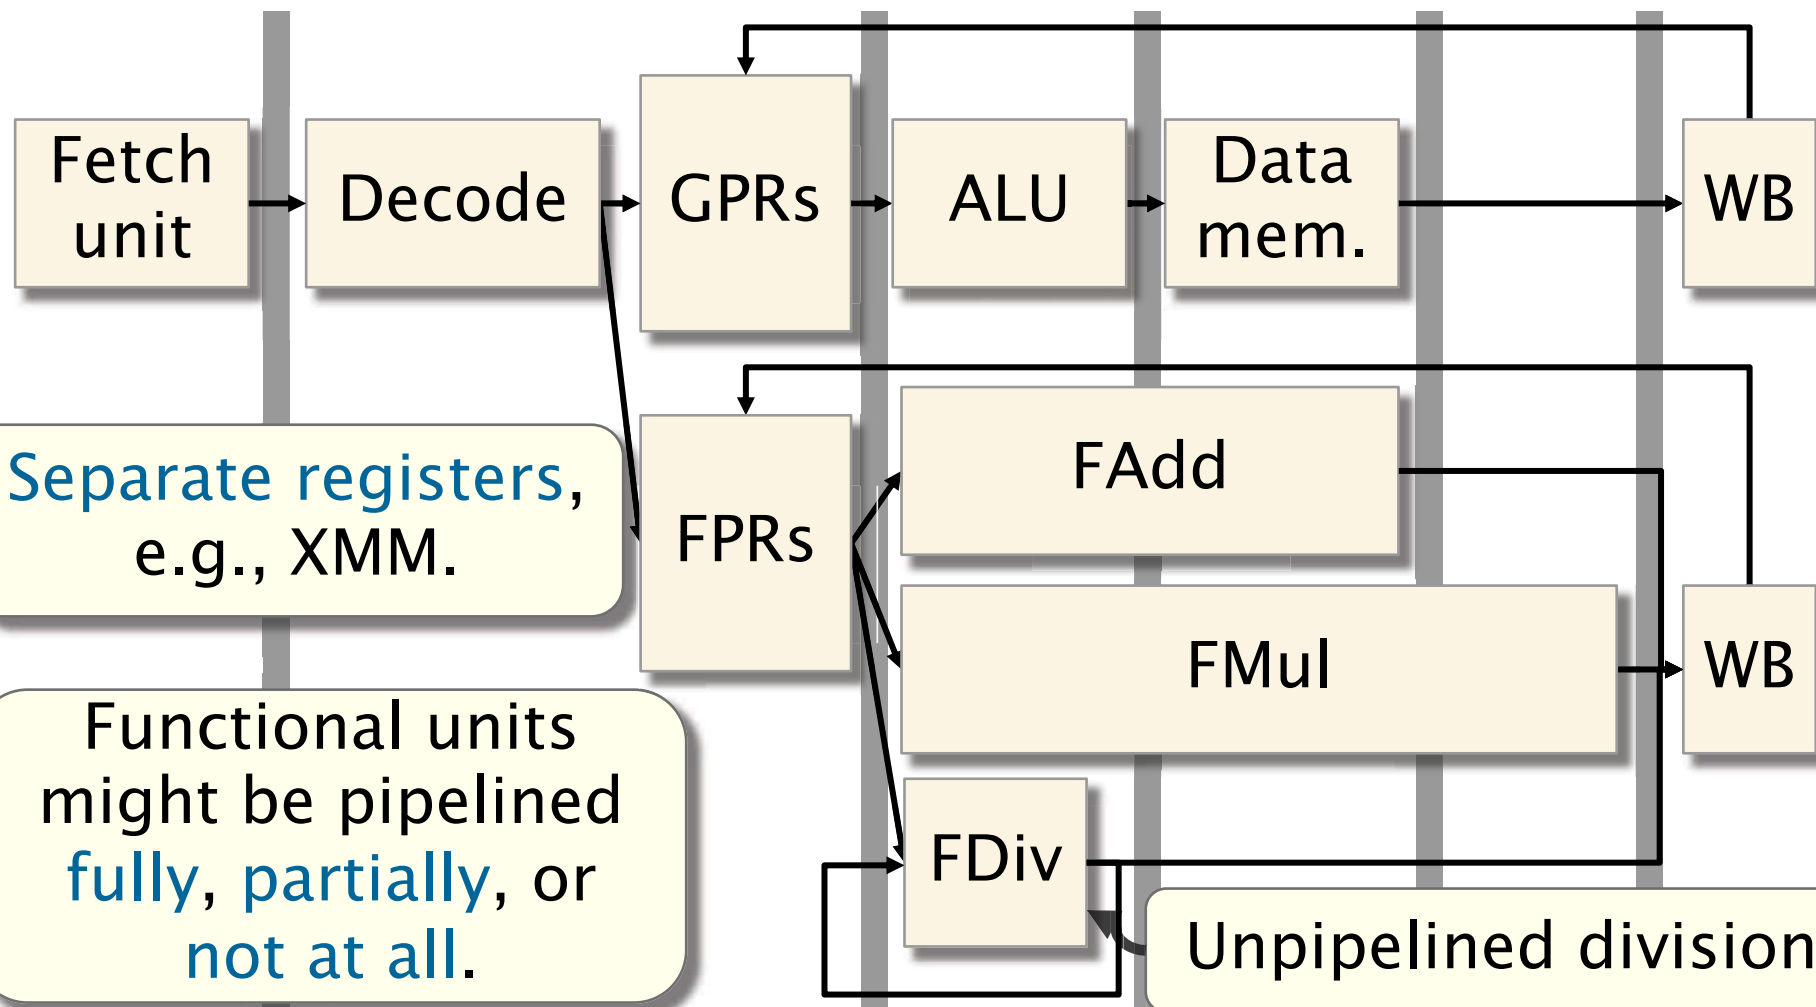 Fetch
unit
Decode
GPRs
ALU
Data
mem.
WB
Separate registers,
e.g., XMM.
FPRs
FAdd
FMul
WB
Functional units
might be pipelined
fully, partially, or
not at all.
FDiv
Unpipelined division